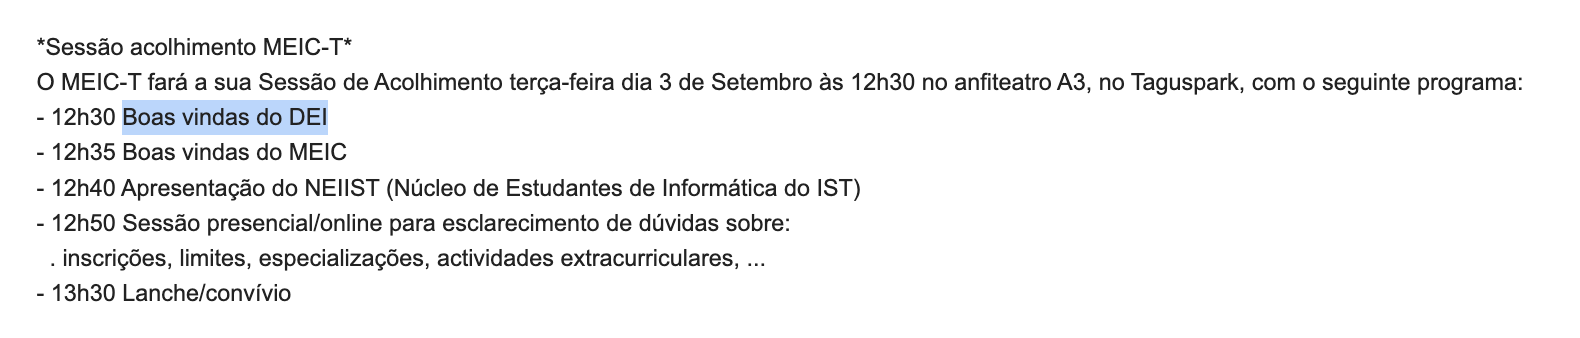 *Sessão acolhimento MEIC-T*
O MEIC-T fará a sua Sessão de Acolhimento terça-feira dia 3 de Setembro às 12h30 no anfiteatro A3, no Taguspark, com o seguinte programa:
- 12h30 Boas vindas do DEI
- 12h35 Boas vindas do MEIC
- 12h40 Apresentação do NEIIST (Núcleo de Estudantes de Informática do IST)
- 12h50 Sessão presencial/online para esclarecimento de dúvidas sobre:
. inscrições, limites, especializações, actividades extracurriculares, ...
- 13h30 Lanche/convívio